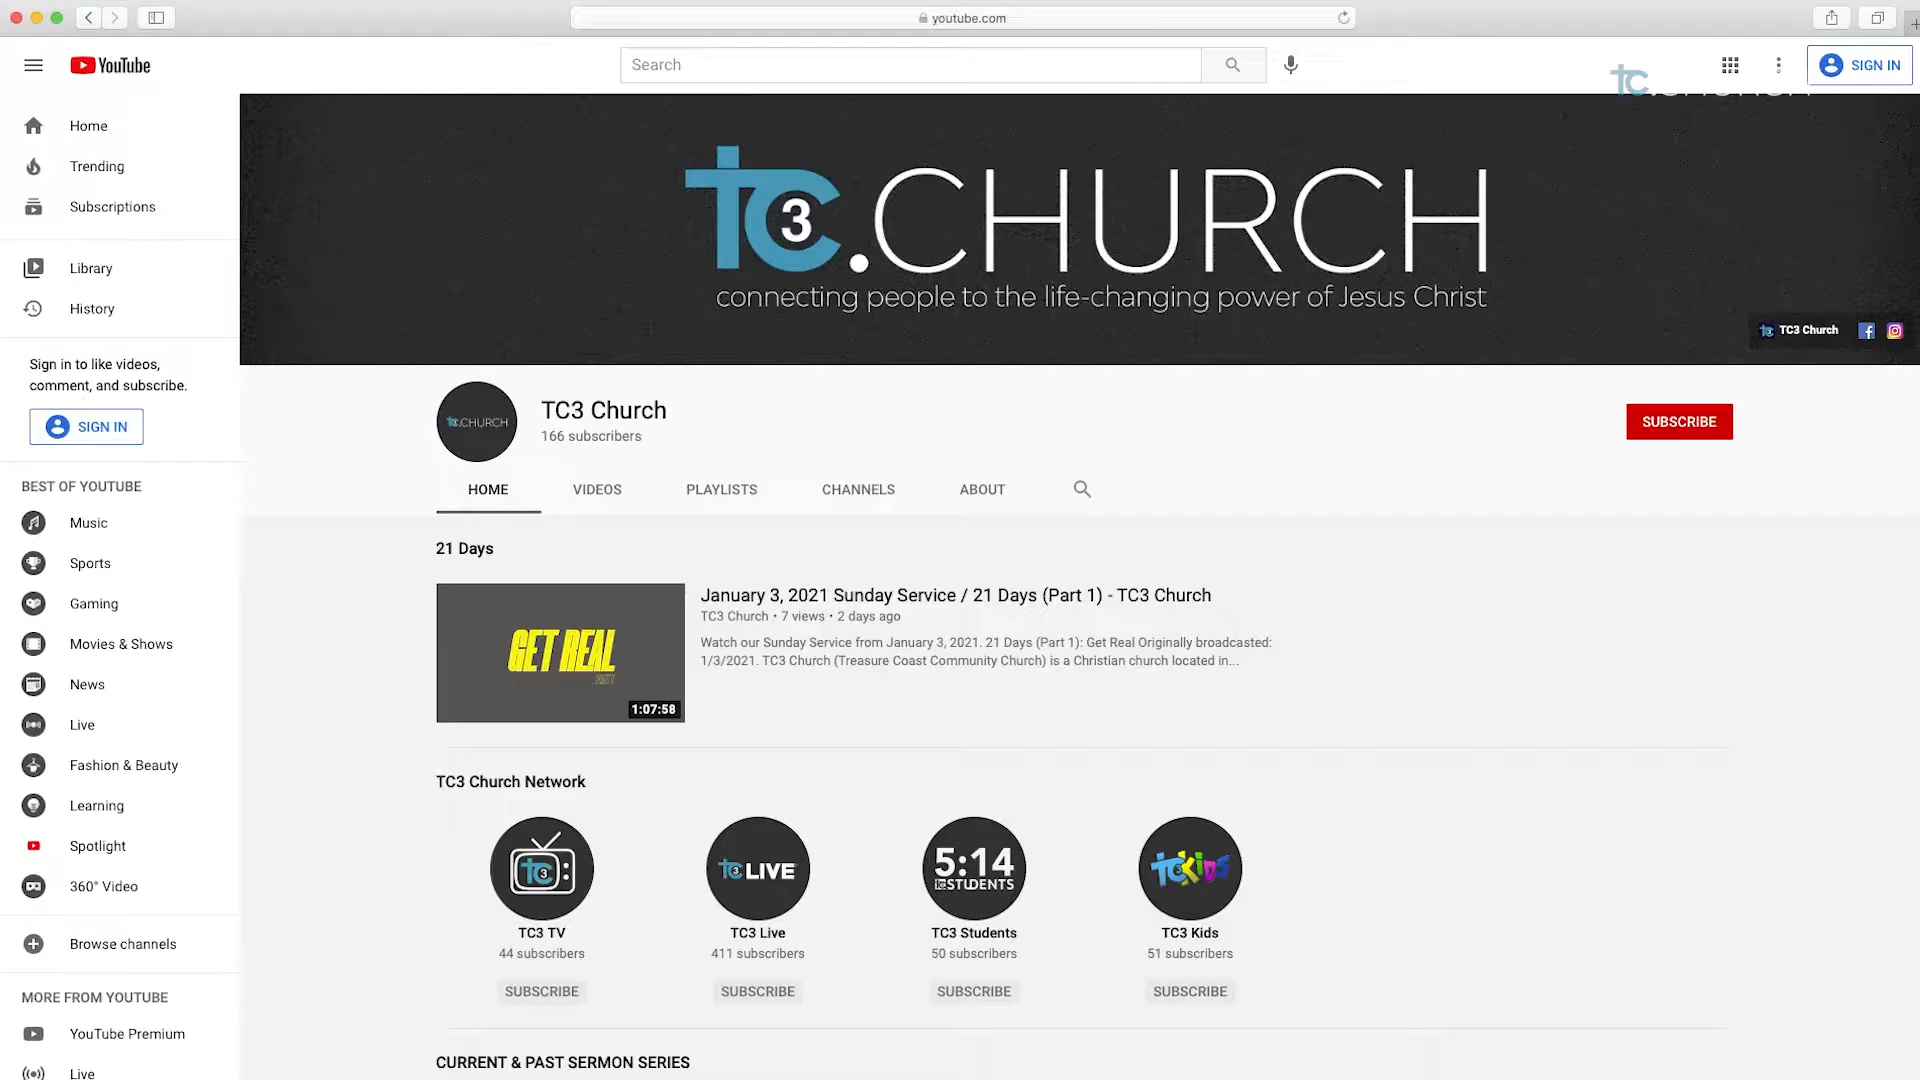 youtube.com
YouTube
Search
SIGN IN
Home
Trending
Subscriptions
Library
History
Sign in to like videos,
comment, and subscribe.
SIGN IN
BEST OF YOUTUBE
Music
Sports
Gaming
Movies & Shows
News
Live
Fashion & Beauty
Learning
Spotlight
360° Video
Browse channels
MORE FROM YOUTUBE
YouTube Premium
Live
tc3.CHURCH
connecting people to the life-changing power of Jesus Christ
TC3 Church
tc.CHURCH
TC3 Church
166 subscribers
SUBSCRIBE
HOME VIDEOS PLAYLISTS CHANNELS ABOUT
21 Days
GET REAL
1:07:58
January 3, 2021 Sunday Service / 21 Days (Part 1) - TC3 Church
TC3 Church • 7 views • 2 days ago
Watch our Sunday Service from January 3, 2021. 21 Days (Part 1): Get Real Originally broadcasted:
1/3/2021. TC3 Church (Treasure Coast Community Church) is a Christian church located in...
TC3 Church Network
tc3
tc3 LIVE
5:14
tc3 STUDENTS
tc3 KiDS
TC3 TV TC3 Live TC3 Students TC3 Kids
44 subscribers 411 subscribers 50 subscribers 51 subscribers
SUBSCRIBE SUBSCRIBE SUBSCRIBE SUBSCRIBE
CURRENT & PAST SERMON SERIES